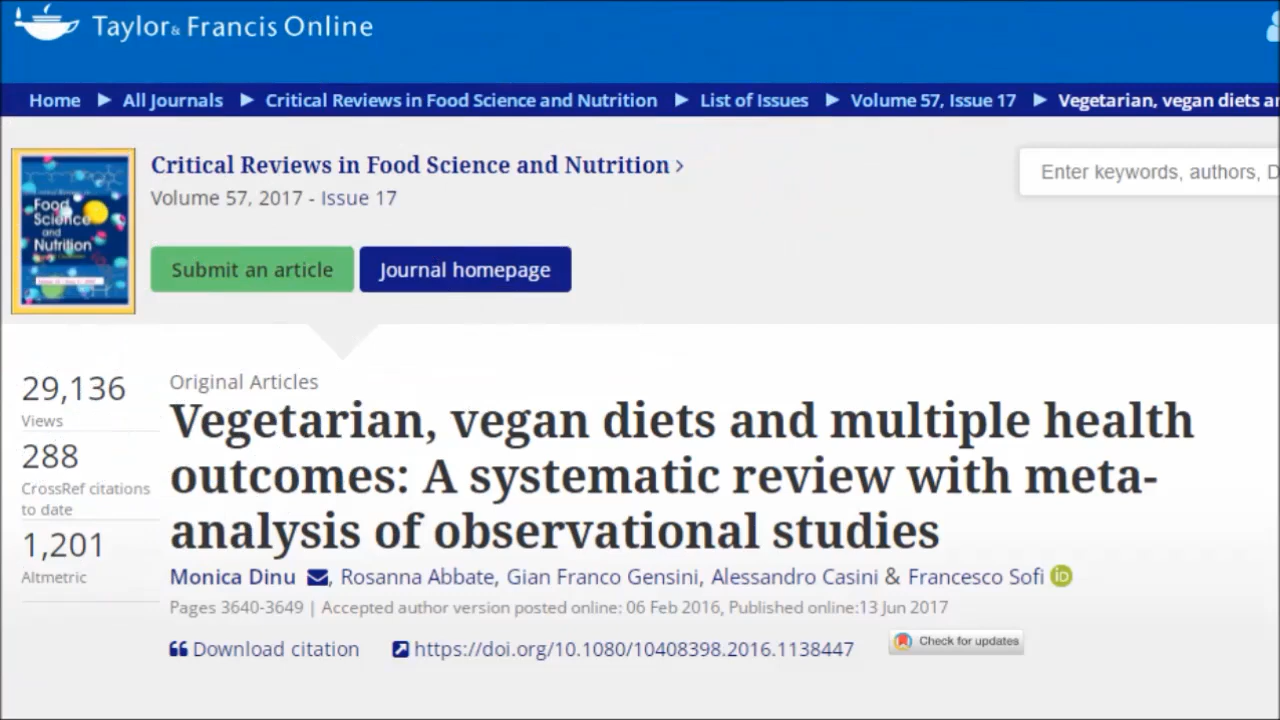 Taylor & Francis Online
Home ▶ All Journals ▶ Critical Reviews in Food Science and Nutrition ▶ List of Issues ▶ Volume 57, Issue 17 ▶ Vegetarian, vegan diets
Food
Science
and
Nutrition
Critical Reviews in Food Science and Nutrition ›
Volume 57, 2017 - Issue 17
Enter keywords, authors,
Submit an article
Journal homepage
29,136
Views
288
CrossRef citations
to date
1,201
Altmetric
Original Articles
Vegetarian, vegan diets and multiple health
outcomes: A systematic review with meta-
analysis of observational studies
Monica Dinu, Rosanna Abbate, Gian Franco Gensini, Alessandro Casini & Francesco Sofi iD
Pages 3640-3649 | Accepted author version posted online: 06 Feb 2016, Published online:13 Jun 2017
Download citation
https://doi.org/10.1080/10408398.2016.1138447
Check for updates